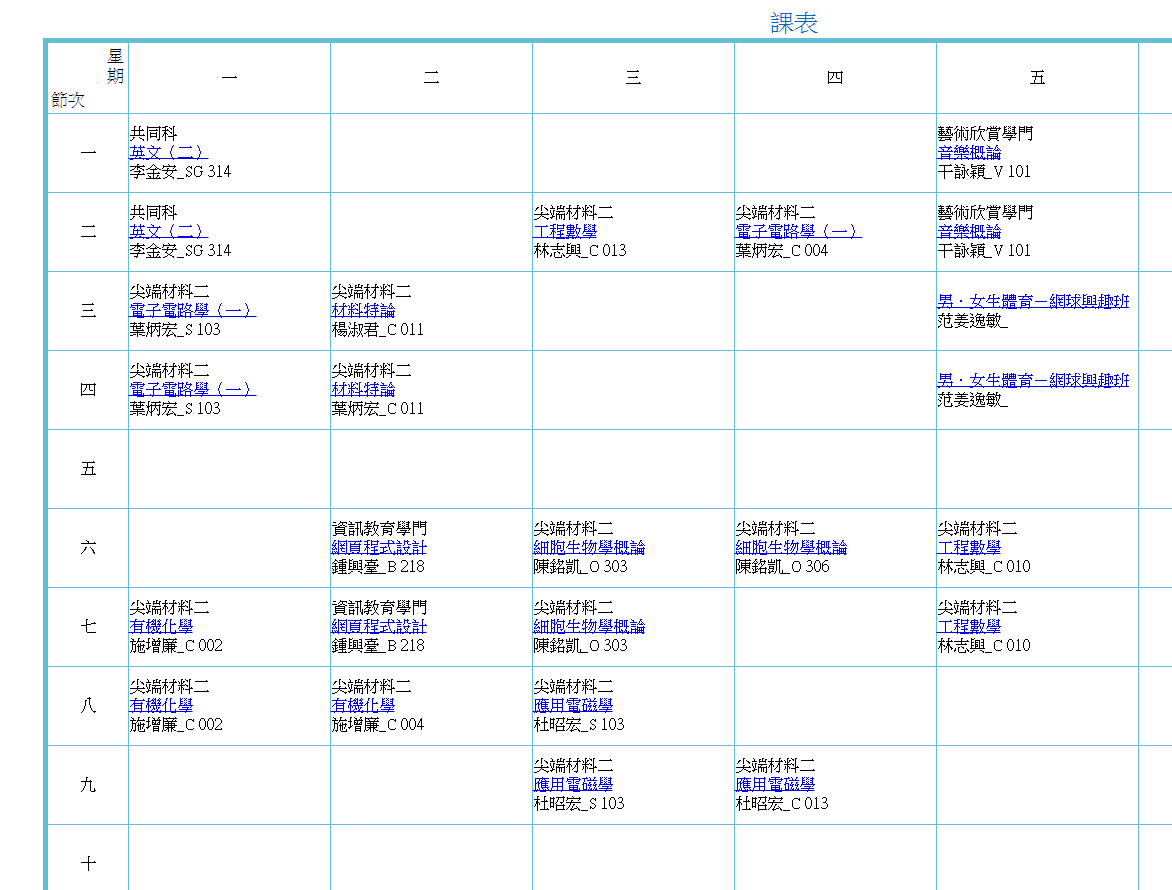 課表
星
期
節次
一
二
三
四
五
一
共同科
英文（二）
李金安_SG 314
藝術欣賞學門
音樂概論
干詠穎_V 101
二
共同科
英文（二）
李金安_SG 314
尖端材料二
工程數學
林志興_C 013
尖端材料二
電子電路學（一）
葉炳宏_C 004
藝術欣賞學門
音樂概論
干詠穎_V 101
三
尖端材料二
電子電路學（一）
葉炳宏_S 103
尖端材料二
材料特論
楊淑君_C 011
男．女生體育－網球興趣班
范姜逸敏_
四
尖端材料二
電子電路學（一）
葉炳宏_S 103
尖端材料二
材料特論
葉炳宏_C 011
男．女生體育－網球興趣班
范姜逸敏_
五
六
資訊教育學門
網頁程式設計
鍾興臺_B 218
尖端材料二
細胞生物學概論
陳銘凱_O 303
尖端材料二
細胞生物學概論
陳銘凱_O 306
尖端材料二
工程數學
林志興_C 010
七
尖端材料二
有機化學
施增廉_C 002
資訊教育學門
網頁程式設計
鍾興臺_B 218
尖端材料二
細胞生物學概論
陳銘凱_O 303
尖端材料二
工程數學
林志興_C 010
八
尖端材料二
有機化學
施增廉_C 002
尖端材料二
有機化學
施增廉_C 004
尖端材料二
應用電磁學
杜昭宏_S 103
九
尖端材料二
應用電磁學
杜昭宏_S 103
尖端材料二
應用電磁學
杜昭宏_C 013
十